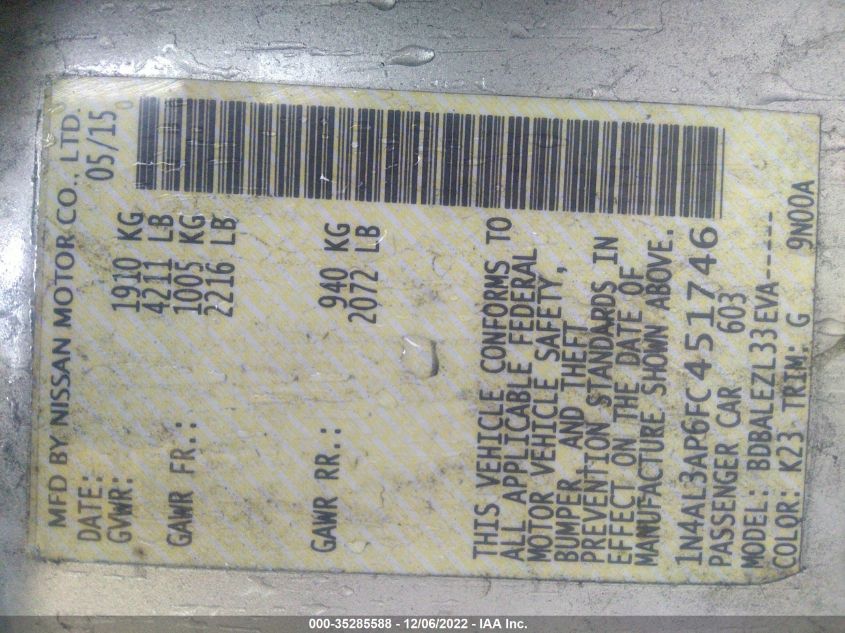 MFD BY NISSAN MOTOR CO., LTD.
DATE: 05/15
GVWR: 1910 KG
4211 LB
GAWR FR.: 1005 KG
2216 LB
GAWR RR.: 940 KG
2072 LB
THIS VEHICLE CONFORMS TO
ALL APPLICABLE FEDERAL
MOTOR VEHICLE SAFETY,
BUMPER AND THEFT
PREVENTION STANDARDS IN
EFFECT ON THE DATE OF
MANUFACTURE SHOWN ABOVE.
1N4AL3AP6FC451746
PASSENGER CAR 603
MODEL: BDBALEZL33EVA-----
COLOR: K23 TRIM: G 9N00A
000-35285588 - 12/06/2022 - IAA Inc.